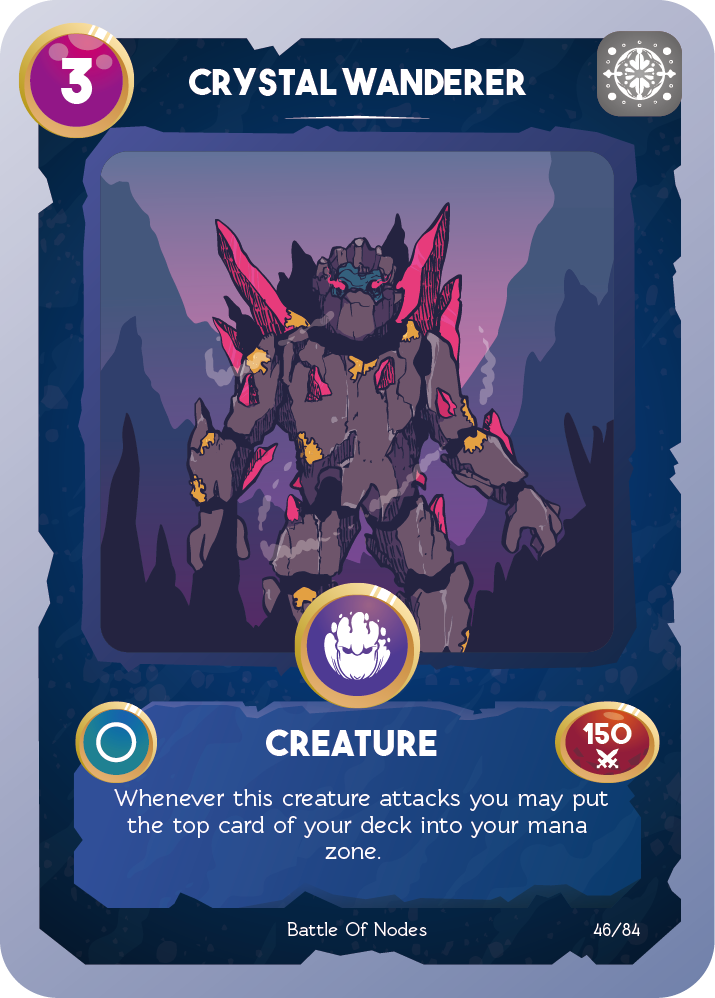 3
CRYSTAL WANDERER
CREATURE
150
Whenever this creature attacks you may put
the top card of your deck into your mana
zone.
Battle Of Nodes
46/84